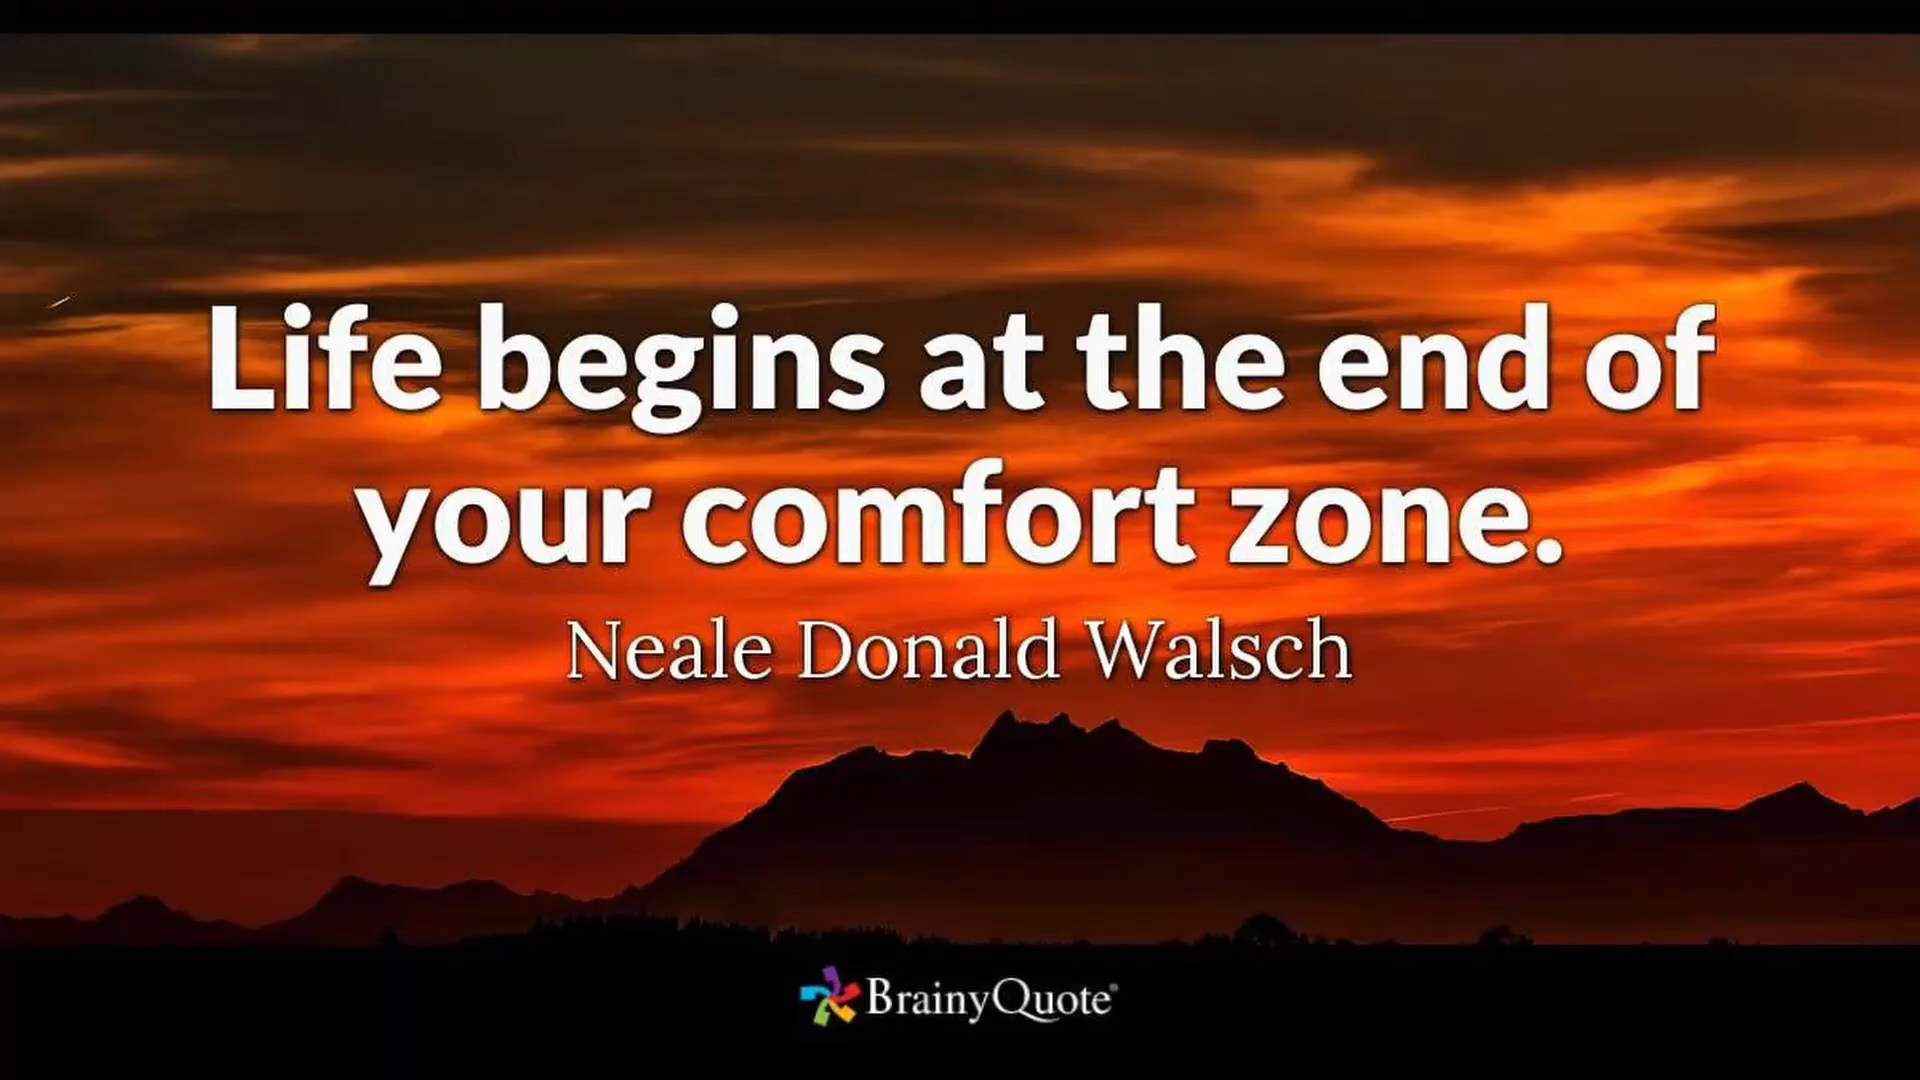 Life begins at the end of
your comfort zone.
Neale Donald Walsch
BrainyQuote®